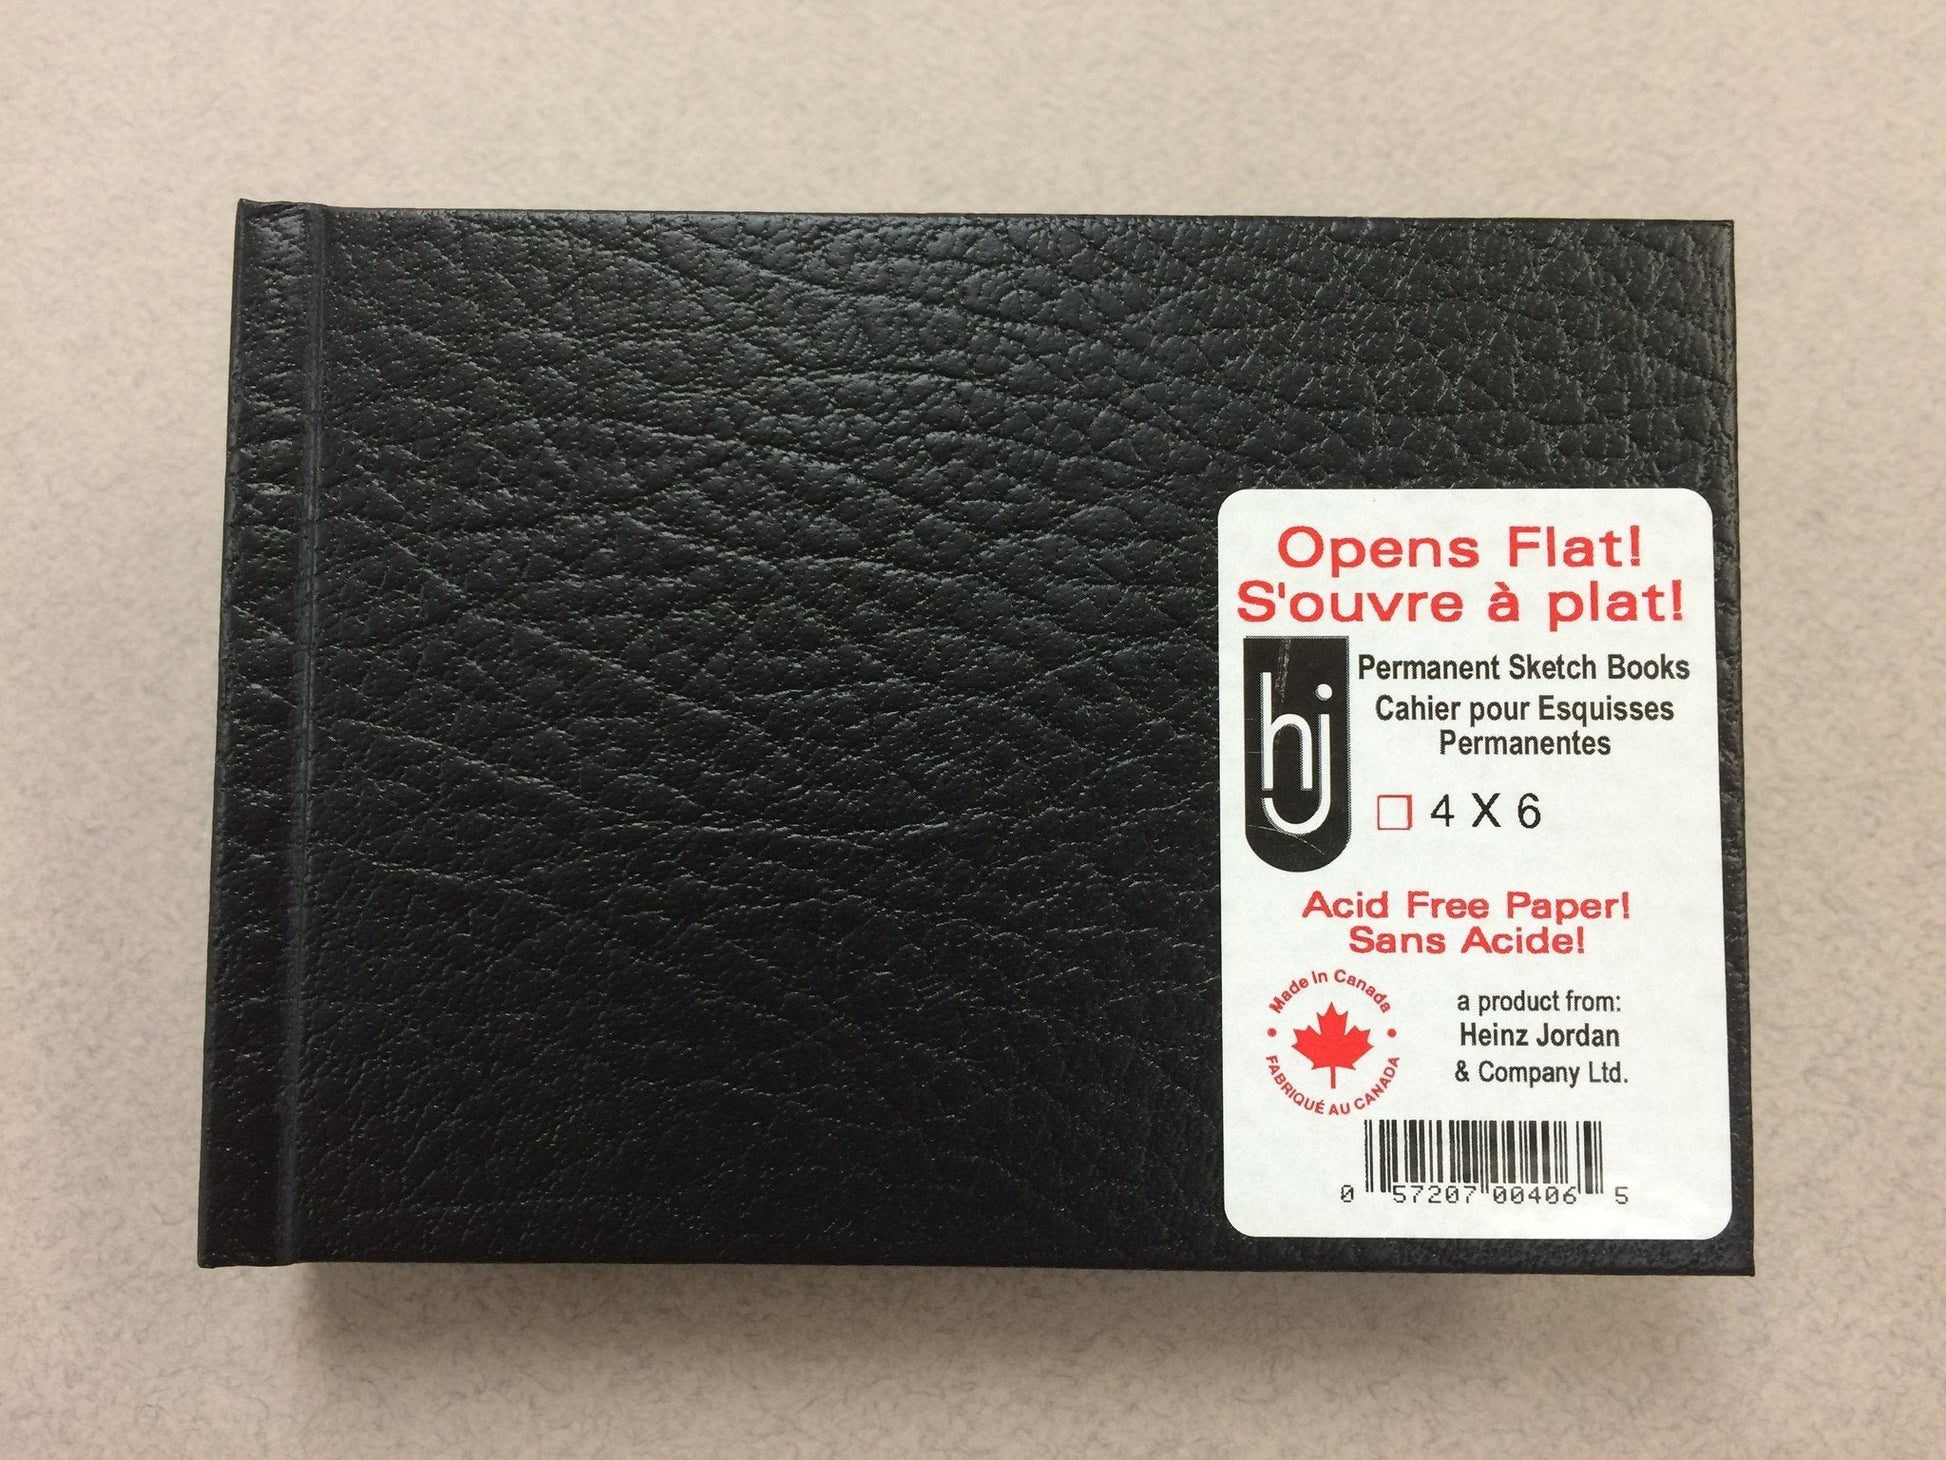 Opens Flat!
S'ouvre à plat!
hj
Permanent Sketch Books
Cahier pour Esquisses
Permanentes
4 X 6
Acid Free Paper!
Sans Acide!
Made in Canada
FABRIQUÉ AU CANADA
a product from:
Heinz Jordan
& Company Ltd.
0 57207 00406 5